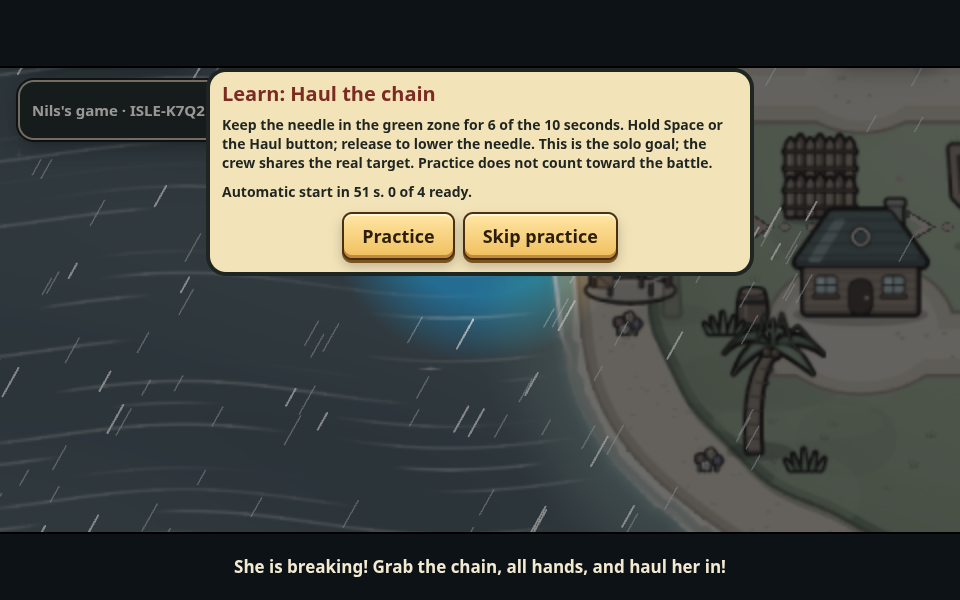 Nils's game · ISLE-K7Q2
Learn: Haul the chain
Keep the needle in the green zone for 6 of the 10 seconds. Hold Space or
the Haul button; release to lower the needle. This is the solo goal; the
crew shares the real target. Practice does not count toward the battle.
Automatic start in 51 s. 0 of 4 ready.
Practice
Skip practice
She is breaking! Grab the chain, all hands, and haul her in!